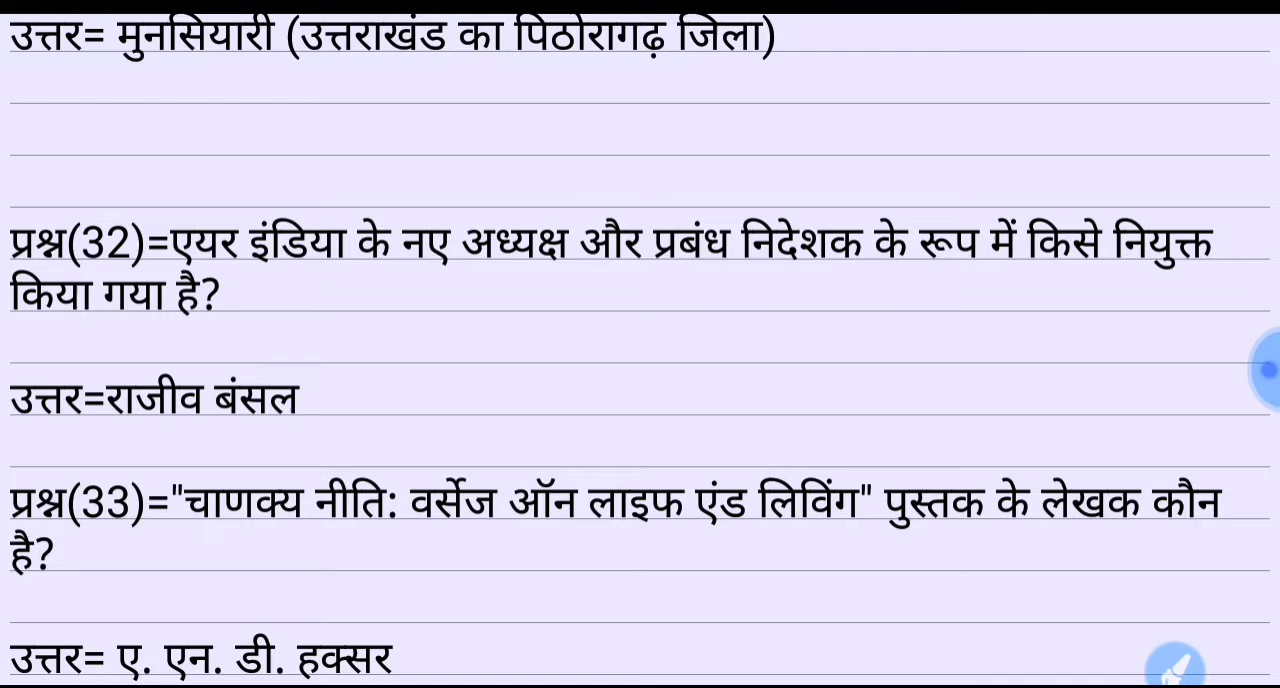 उत्तर= मुनसियारी (उत्तराखंड का पिठोरागढ़ जिला)
प्रश्न(32)=एयर इंडिया के नए अध्यक्ष और प्रबंध निदेशक के रूप में किसे नियुक्त
किया गया है?
उत्तर=राजीव बंसल
प्रश्न(33)="चाणक्य नीति: वर्सेज ऑन लाइफ एंड लिविंग" पुस्तक के लेखक कौन
है?
उत्तर= ए. एन. डी. हक्सर